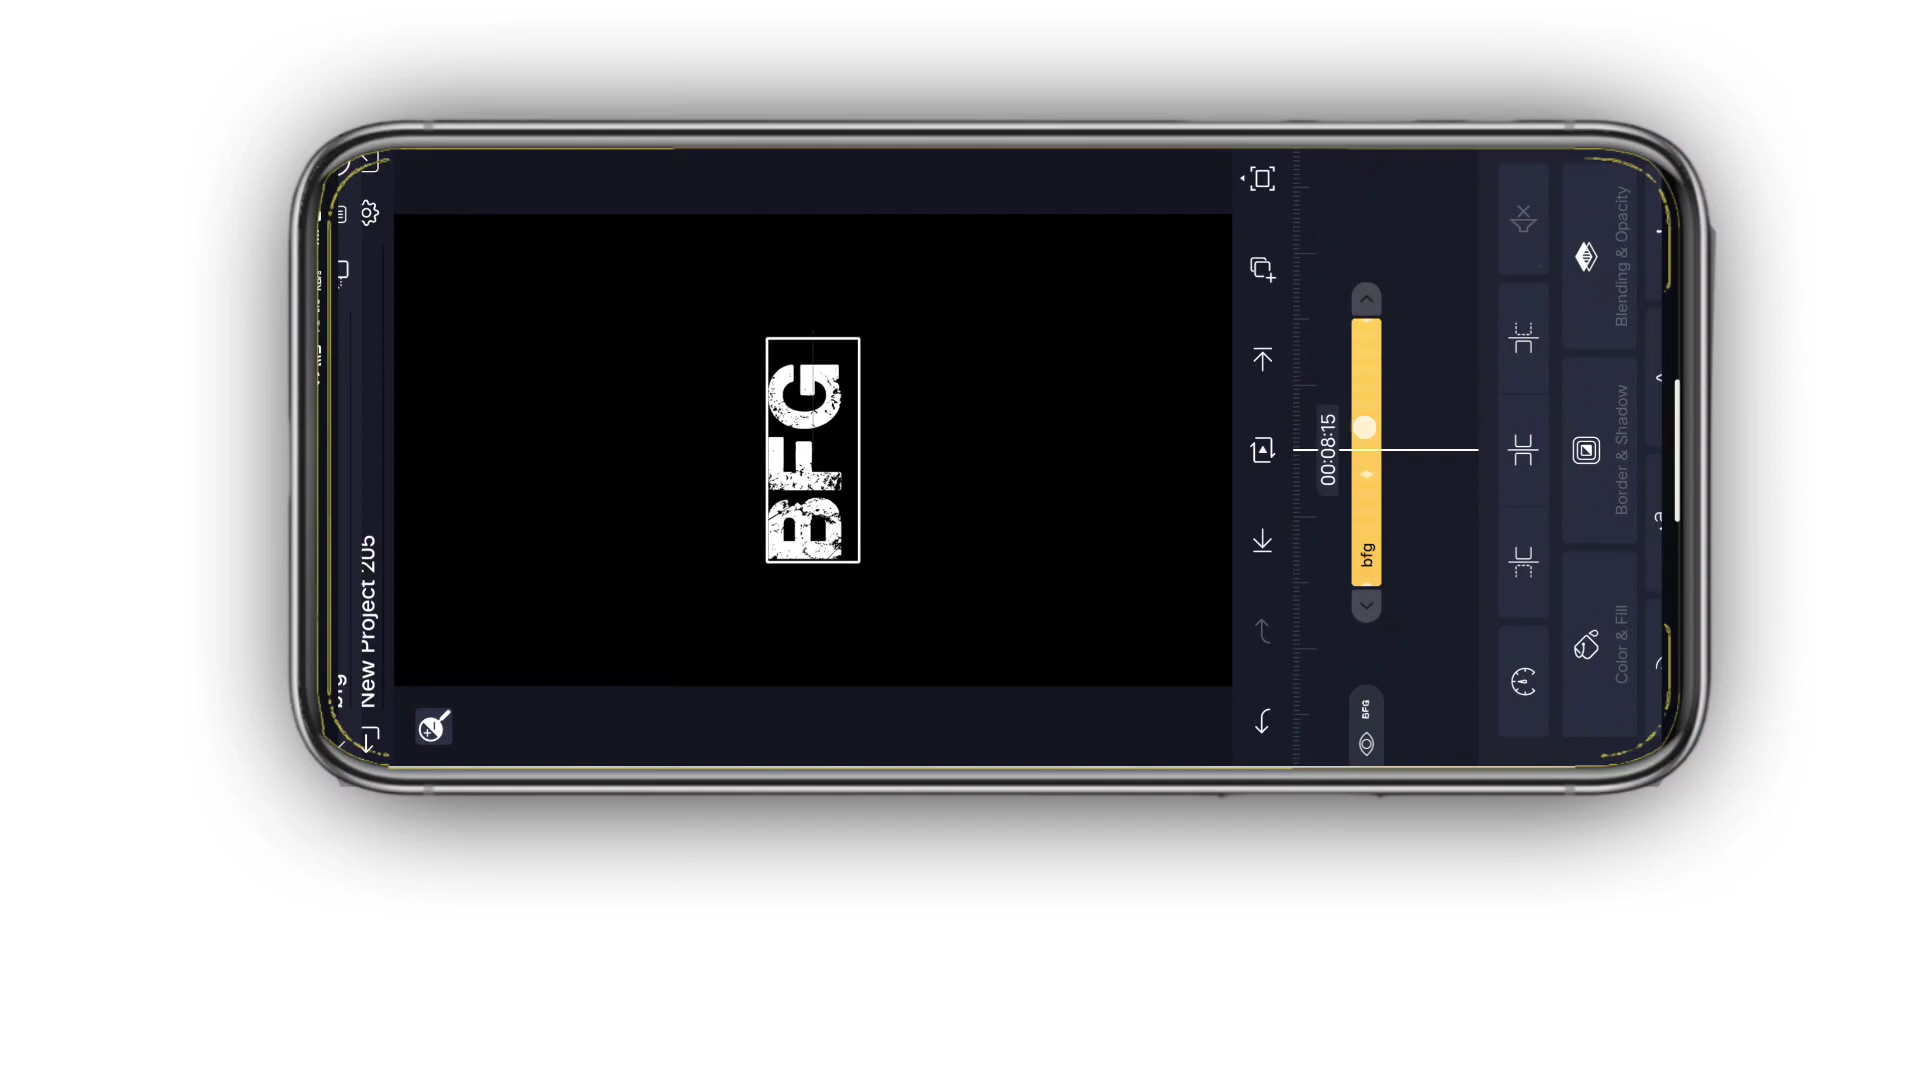 New Project 205
BFG
00:08:15
bfg
BFG
Color & Fill
Border & Shadow
Blending & Opacity